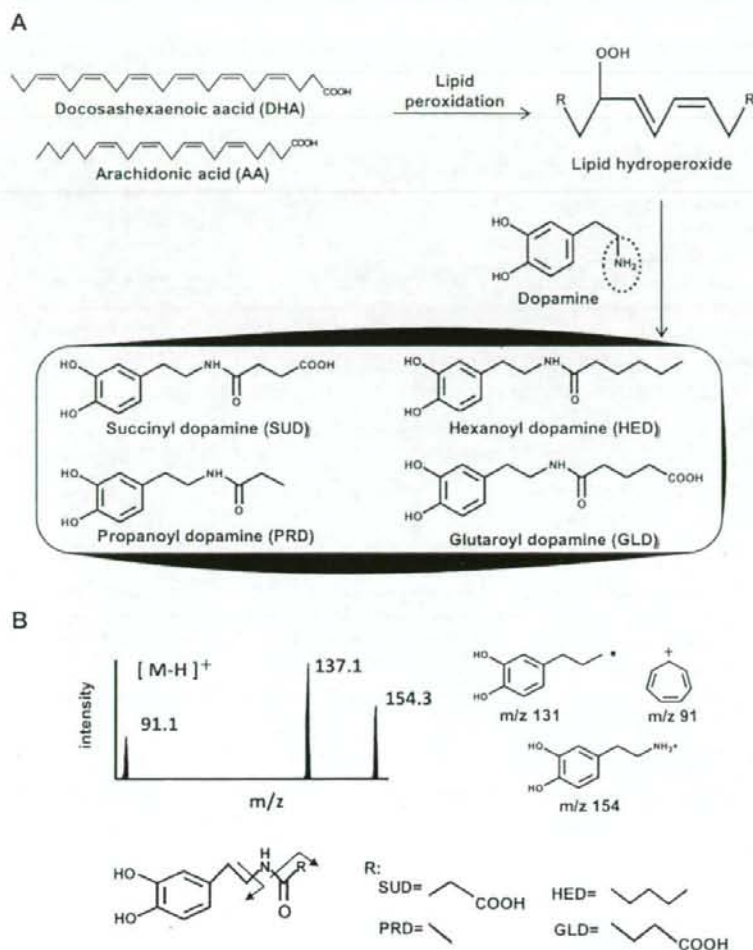 A
COOH
Docosashexaenoic aacid (DHA)
COOH
Arachidonic acid (AA)
Lipid
peroxidation
OOH
R
R
Lipid hydroperoxide
HO
HO
NH2
Dopamine
HO
HO
NH
O
COOH
Succinyl dopamine (SUD)
HO
HO
NH
O
Hexanoyl dopamine (HED)
HO
HO
NH
O
Propanoyl dopamine (PRD)
HO
HO
NH
O
COOH
Glutaroyl dopamine (GLD)
B
intensity
[ M-H ]+
91.1
137.1
154.3
m/z
HO
HO
•
m/z 131
+
m/z 91
HO
HO
m/z 154
HO
HO
H
N
R
O
R:
SUD=
COOH
HED=
PRD=
GLD=
COOH